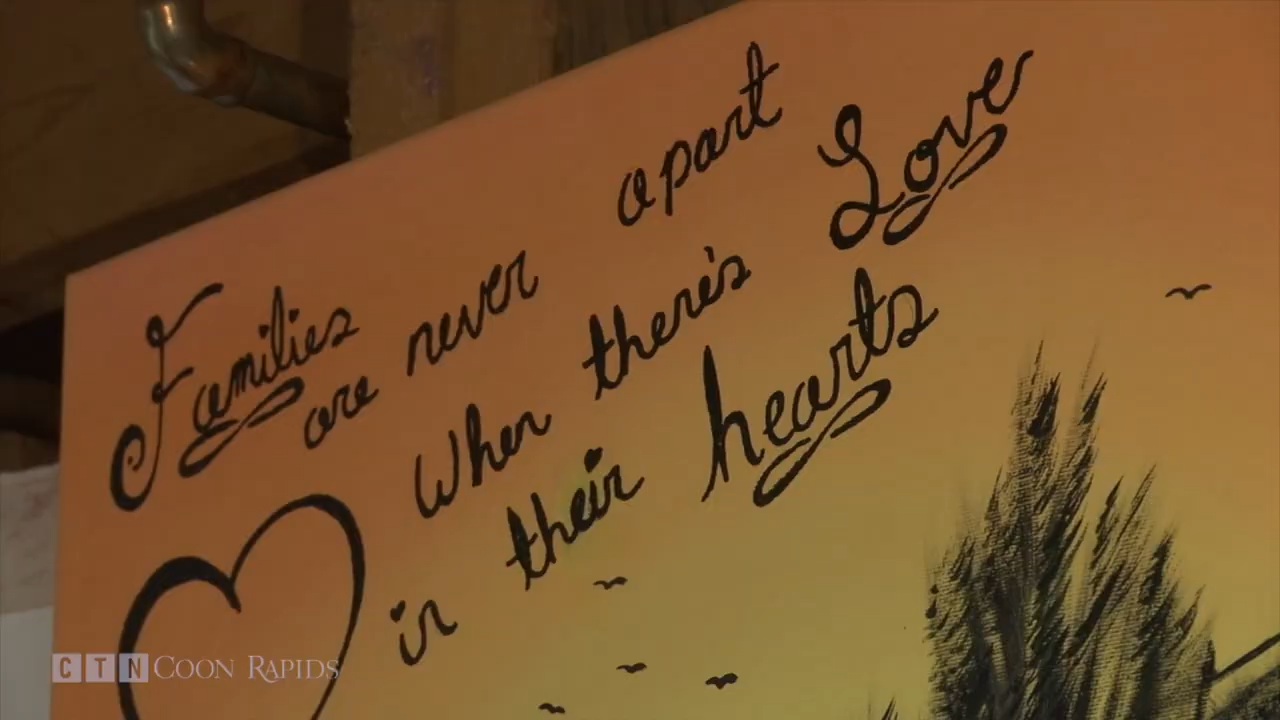 Families
are never apart
When there's Love
in their hearts
CTN COON RAPIDS